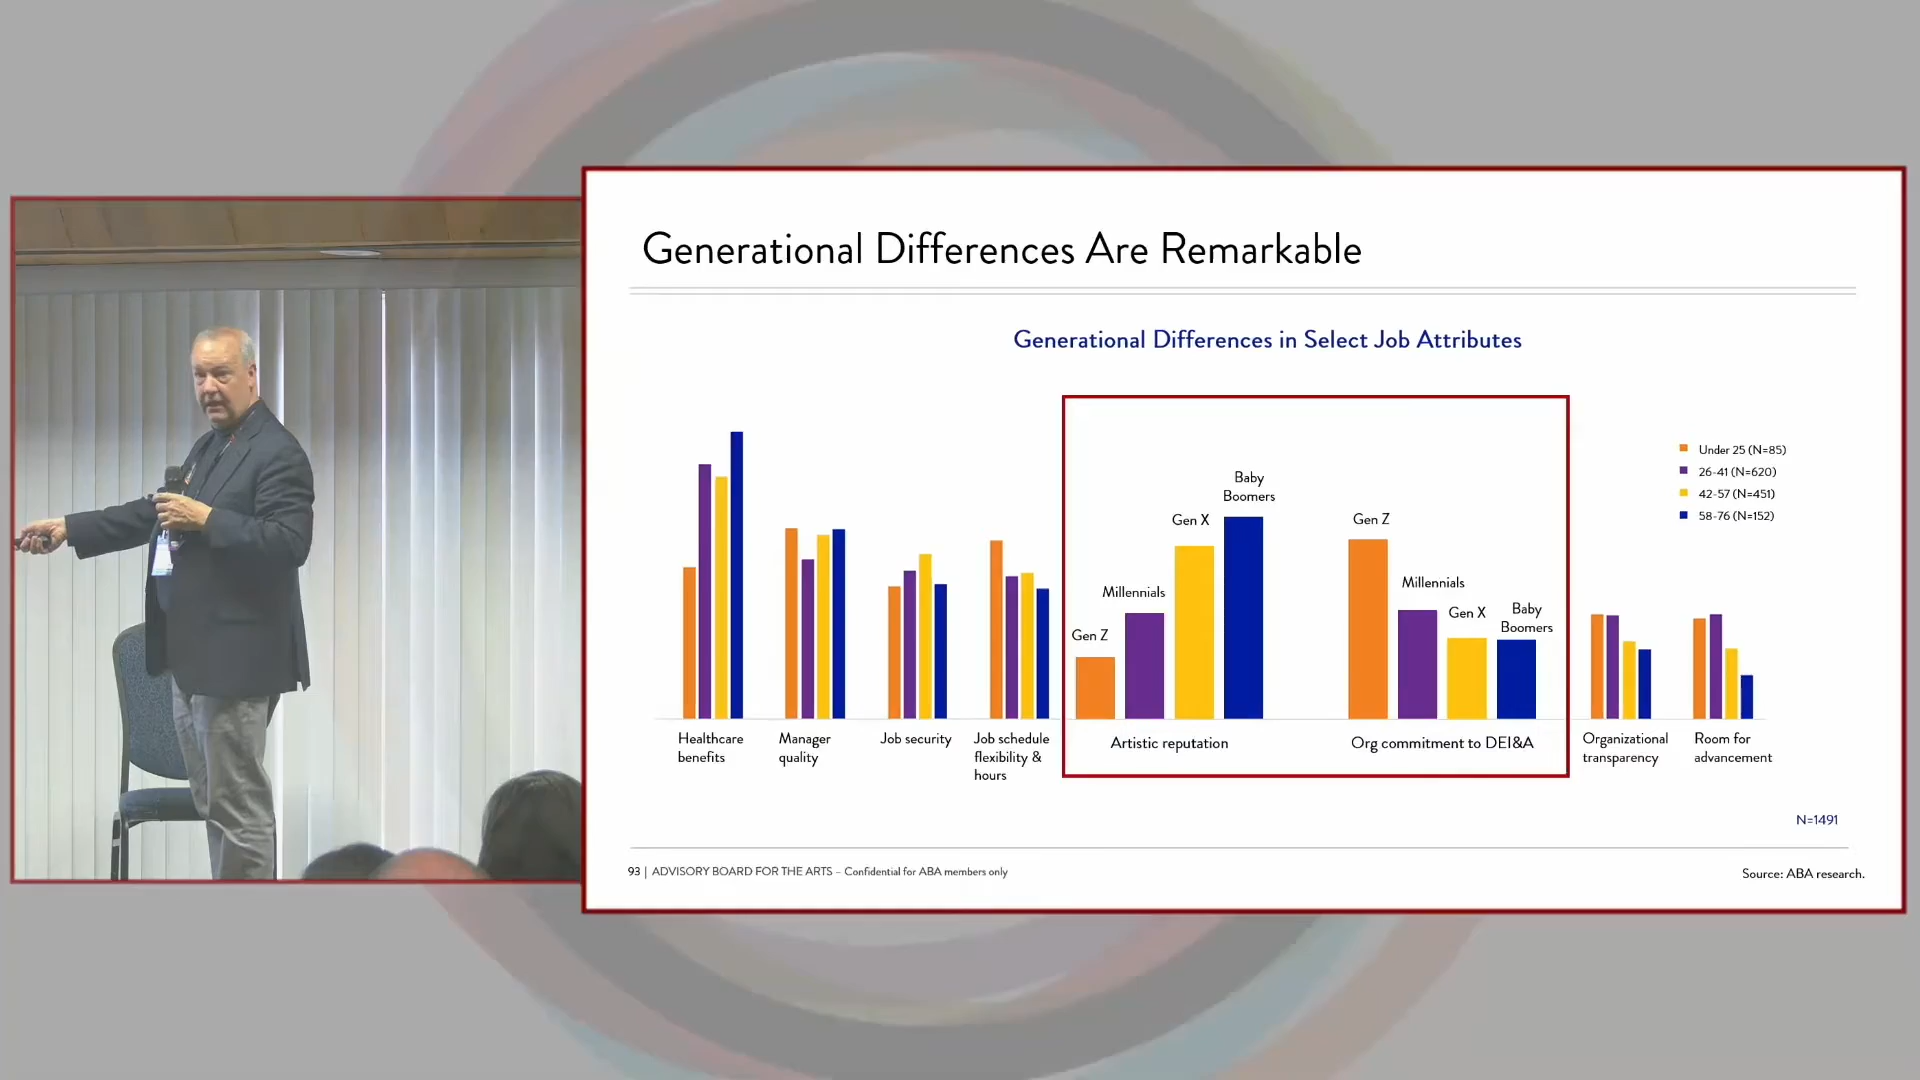 Generational Differences Are Remarkable
Generational Differences in Select Job Attributes
Under 25 (N=85)
26-41 (N=620)
42-57 (N=451)
58-76 (N=152)
Gen Z
Millennials
Gen X
Baby
Boomers
Gen Z
Millennials
Gen X
Baby
Boomers
Healthcare
benefits
Manager
quality
Job security
Job schedule
flexibility &
hours
Artistic reputation
Org commitment to DEI&A
Organizational
transparency
Room for
advancement
N=1491
93 | ADVISORY BOARD FOR THE ARTS – Confidential for ABA members only
Source: ABA research.